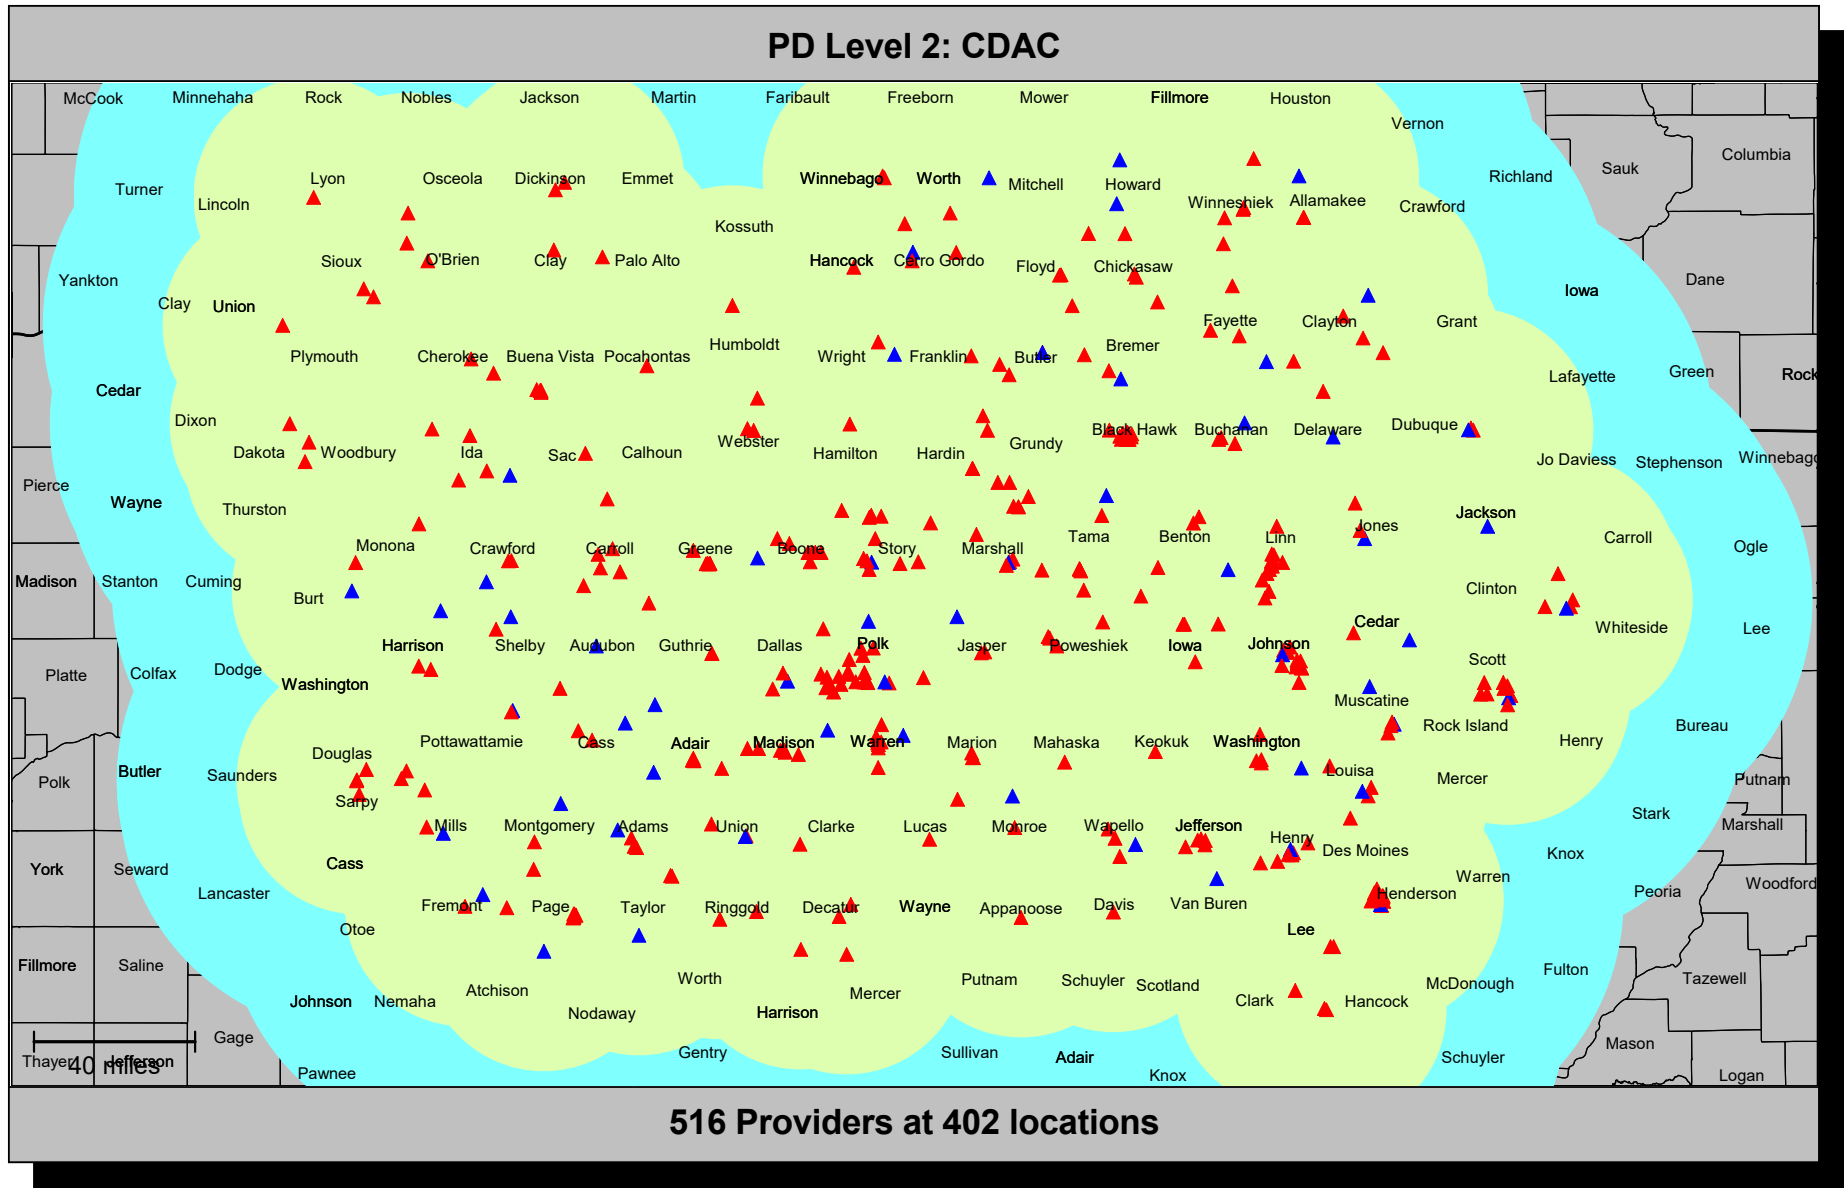 PD Level 2: CDAC
McCook Minnehaha Rock Nobles Jackson Martin Faribault Freeborn Mower Fillmore Houston
Vernon
Sauk Columbia
Turner Lincoln Lyon Osceola Dickinson Emmet Kossuth Winnebago Worth Mitchell Howard Winneshiek Allamakee Crawford Richland
Yankton Clay Union Sioux O'Brien Clay Palo Alto Hancock Cerro Gordo Floyd Chickasaw Fayette Clayton Grant Iowa Dane
Cedar Plymouth Cherokee Buena Vista Pocahontas Humboldt Wright Franklin Butler Bremer Lafayette Green Rock
Dixon Dakota Woodbury Ida Sac Calhoun Webster Hamilton Hardin Grundy Black Hawk Buchanan Delaware Dubuque Jo Daviess Stephenson Winnebago
Pierce Wayne Thurston Jackson
Monona Crawford Carroll Greene Boone Story Marshall Tama Benton Linn Jones Carroll Ogle
Madison Stanton Cuming Burt Clinton
Harrison Shelby Audubon Guthrie Dallas Polk Jasper Poweshiek Iowa Johnson Cedar Whiteside Lee
Platte Colfax Dodge Washington Scott
Muscatine Rock Island Bureau
Polk Butler Saunders Douglas Pottawattamie Cass Adair Madison Warren Marion Mahaska Keokuk Washington Louisa Mercer Henry Putnam
Sarpy
Mills Montgomery Adams Union Clarke Lucas Monroe Wapello Jefferson Henry Des Moines Knox Stark Marshall
York Seward Cass Lancaster Warren Peoria Woodford
Fremont Page Taylor Ringgold Decatur Wayne Appanoose Davis Van Buren Henderson
Otoe Lee
Fillmore Saline Fulton Tazewell
Johnson Nemaha Atchison Nodaway Worth Harrison Mercer Putnam Schuyler Scotland Clark Hancock McDonough
Gage Gentry Sullivan Adair Schuyler Mason
Thayer Jefferson
40 miles
Pawnee Knox Logan
516 Providers at 402 locations